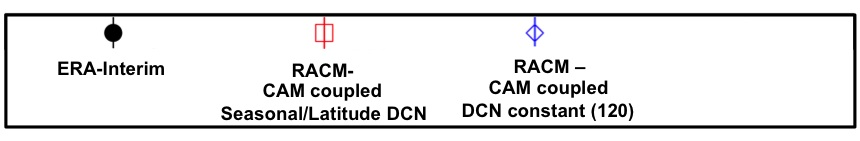 ERA-Interim
RACM-
CAM coupled
Seasonal/Latitude DCN
RACM –
CAM coupled
DCN constant (120)